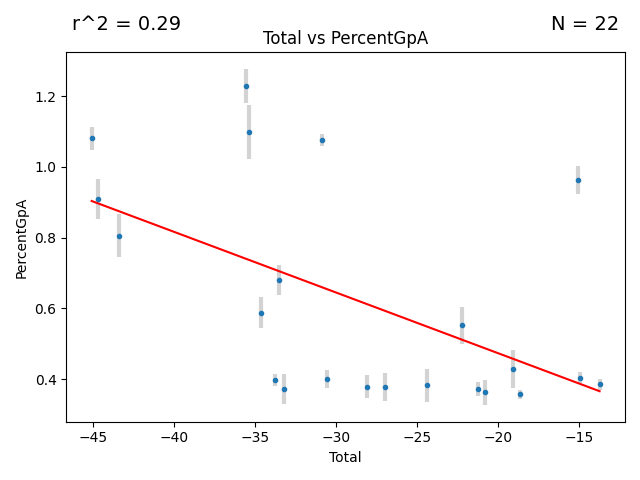 r^2 = 0.29
N = 22
Total vs PercentGpA
1.2
1.0
0.8
0.6
0.4
PercentGpA
−45
−40
−35
−30
−25
−20
−15
Total